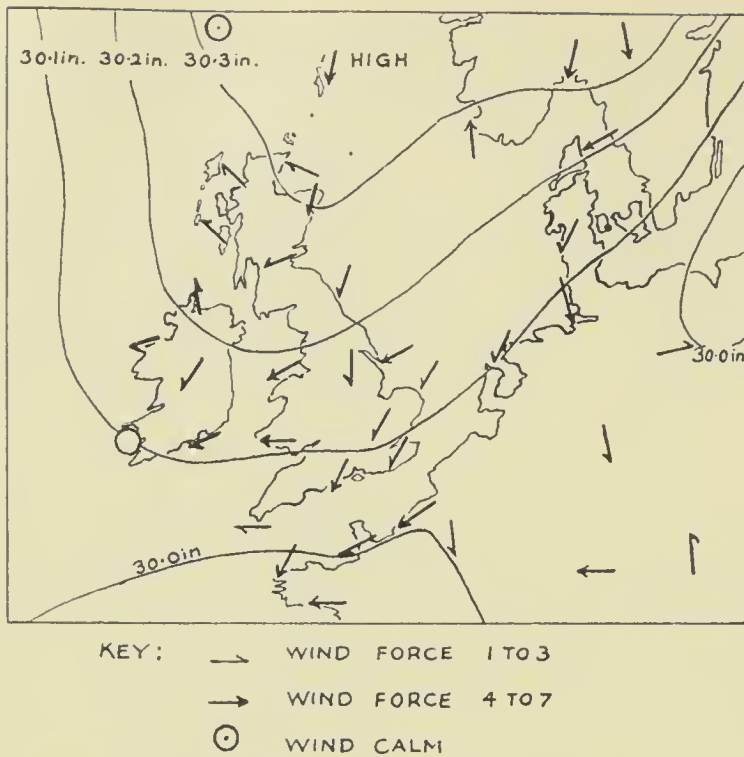 30.1in. 30.2in. 30.3in. HIGH
30.0in
30.0in
KEY:
WIND FORCE 1 TO 3
WIND FORCE 4 TO 7
WIND CALM